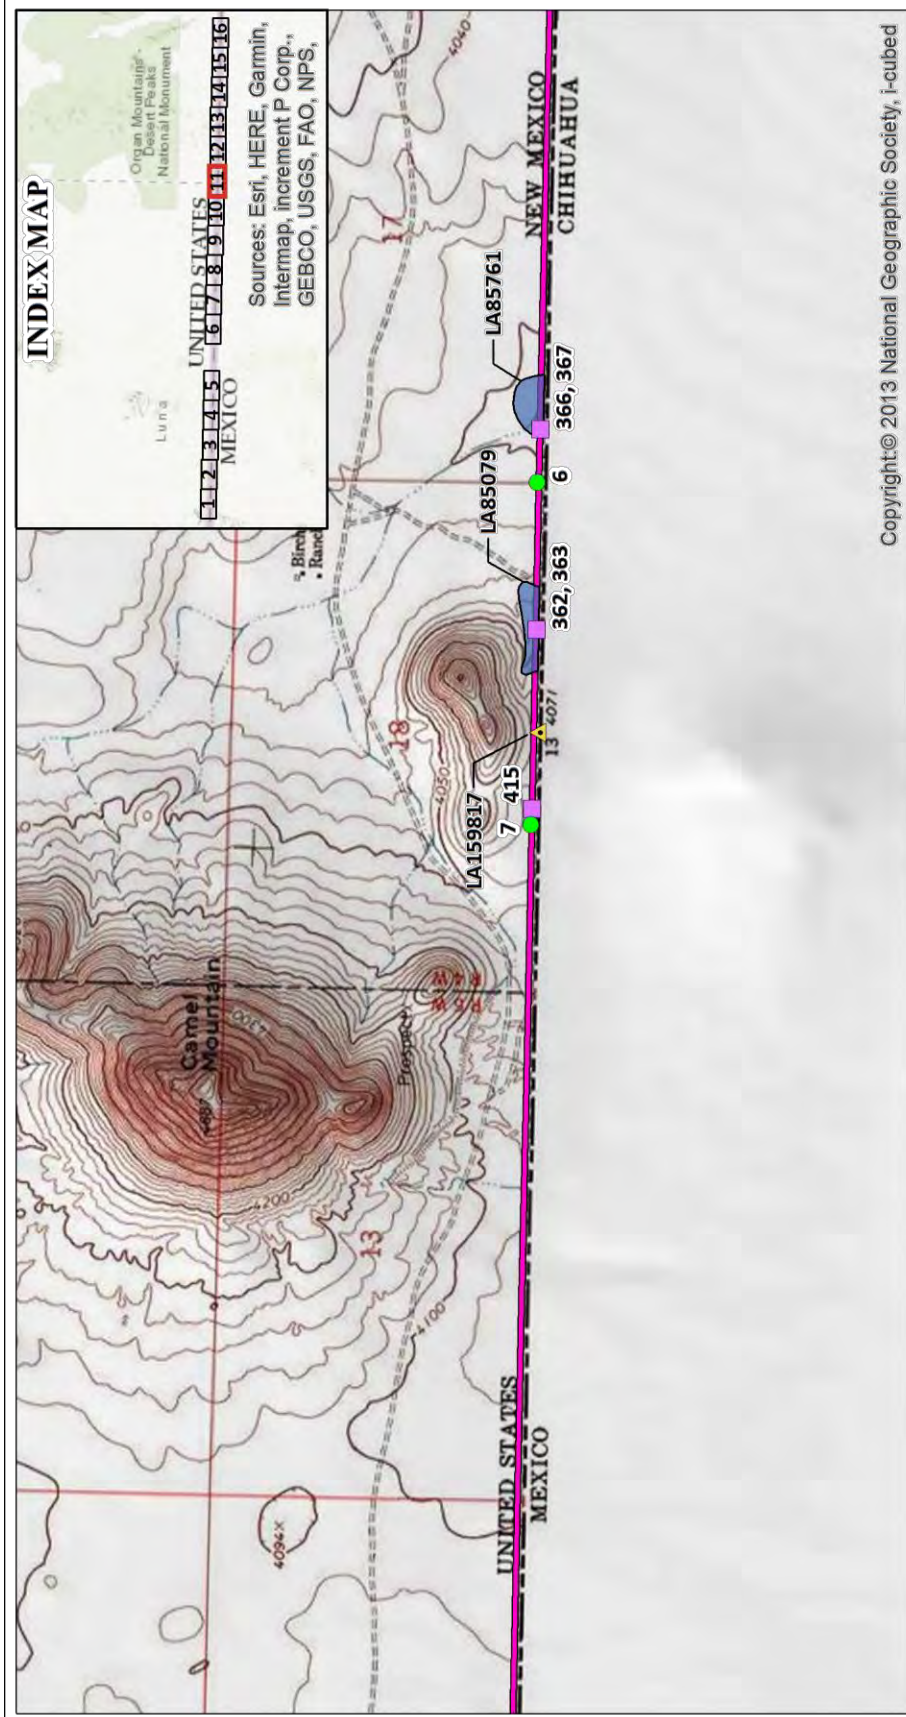 INDEX MAP
Organ Mountains-
Desert Peaks
National Monument
Luna
UNITED STATES
1 2 3 4 5 6 7 8 9 10 11 12 13 14 15 16
MEXICO
Sources: Esri, HERE, Garmin,
Intermap, increment P Corp.,
GEBCO, USGS, FAO, NPS,
Birch
Ranch
4040
17
4094X
4200
4300
Camel
Mountain
13
4100
Prospect
18
4050
LA159817
LA85079
LA85761
7
415
6
362, 363
366, 367
13
4071
UNITED STATES
MEXICO
NEW MEXICO
CHIHUAHUA
Copyright:© 2013 National Geographic Society, i-cubed